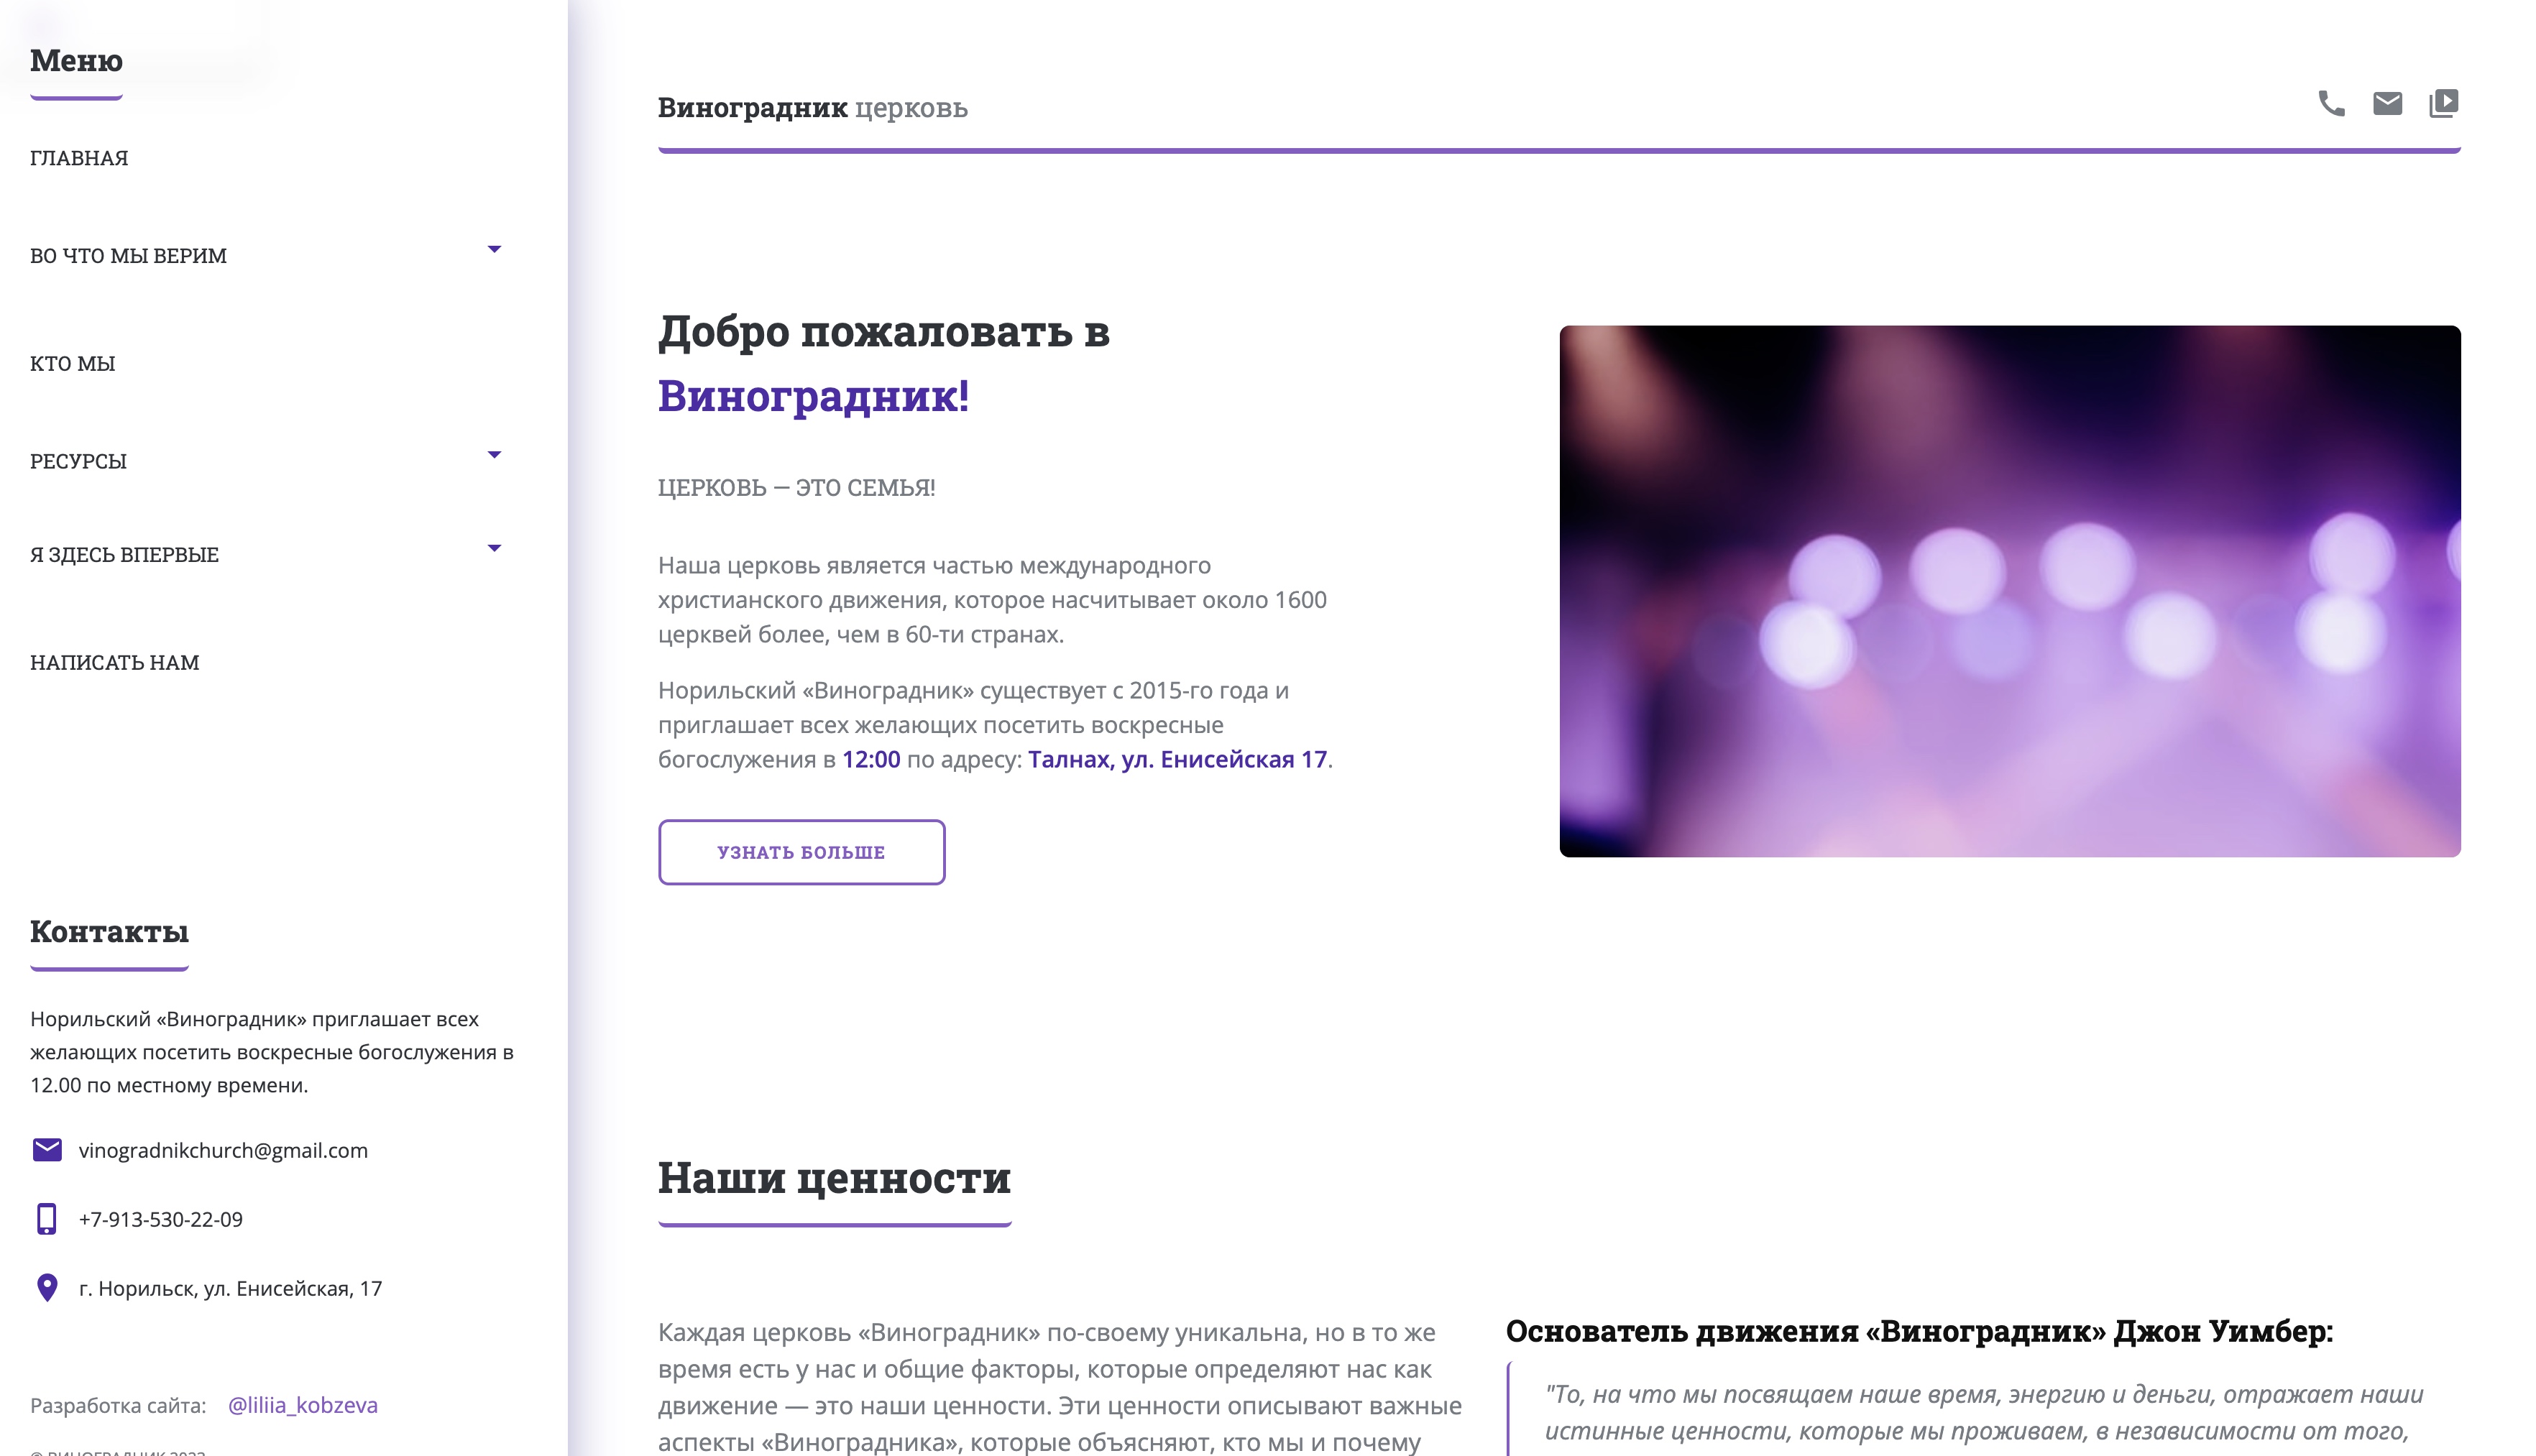 Меню
ГЛАВНАЯ
ВО ЧТО МЫ ВЕРИМ
КТО МЫ
РЕСУРСЫ
Я ЗДЕСЬ ВПЕРВЫЕ
НАПИСАТЬ НАМ
Контакты
Норильский «Виноградник» приглашает всех
желающих посетить воскресные богослужения в
12.00 по местному времени.
vinogradnikchurch@gmail.com
+7-913-530-22-09
г. Норильск, ул. Енисейская, 17
Разработка сайта: @liliia_kobzeva
Виноградник церковь
Добро пожаловать в
Виноградник!
ЦЕРКОВЬ — ЭТО СЕМЬЯ!
Наша церковь является частью международного
христианского движения, которое насчитывает около 1600
церквей более, чем в 60-ти странах.
Норильский «Виноградник» существует с 2015-го года и
приглашает всех желающих посетить воскресные
богослужения в 12:00 по адресу: Талнах, ул. Енисейская 17.
УЗНАТЬ БОЛЬШЕ
Наши ценности
Каждая церковь «Виноградник» по-своему уникальна, но в то же
время есть у нас и общие факторы, которые определяют нас как
движение — это наши ценности. Эти ценности описывают важные
аспекты «Виноградника», которые объясняют, кто мы и почему
Основатель движения «Виноградник» Джон Уимбер:
"То, на что мы посвящаем наше время, энергию и деньги, отражает наши
истинные ценности, которые мы проживаем, в независимости от того,